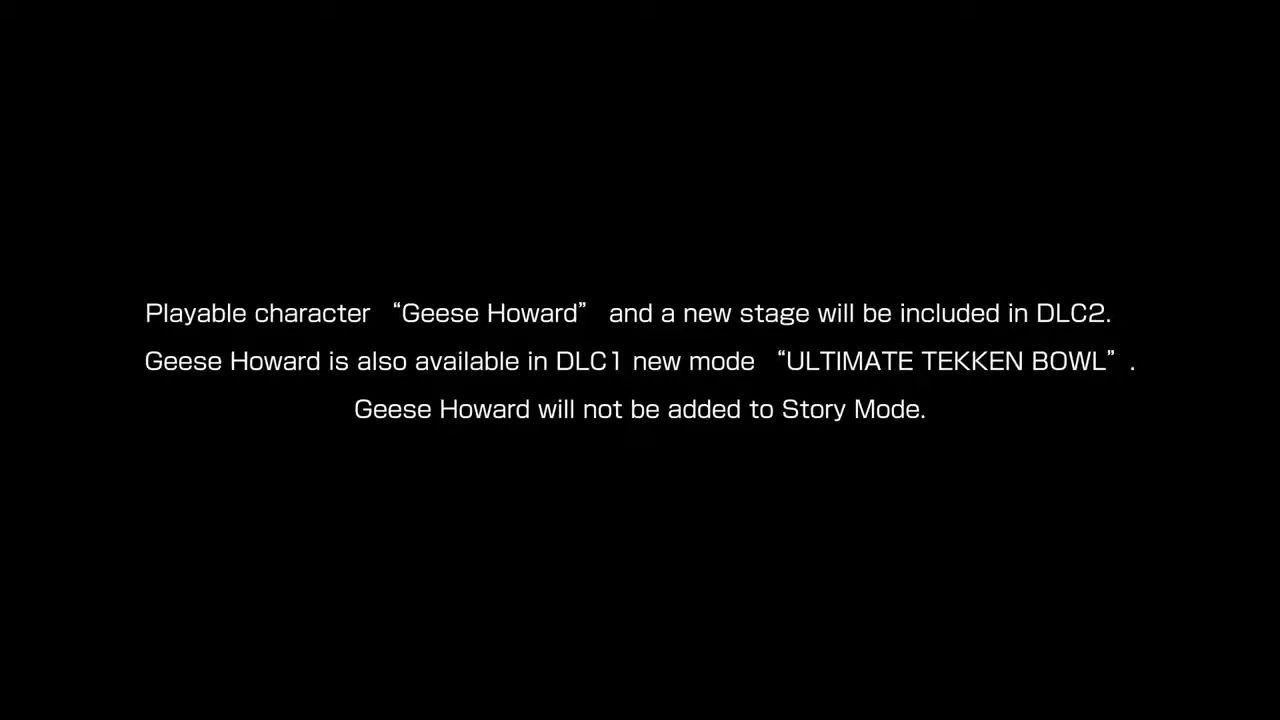 Playable character “Geese Howard” and a new stage will be included in DLC2.
Geese Howard is also available in DLC1 new mode “ULTIMATE TEKKEN BOWL”.
Geese Howard will not be added to Story Mode.